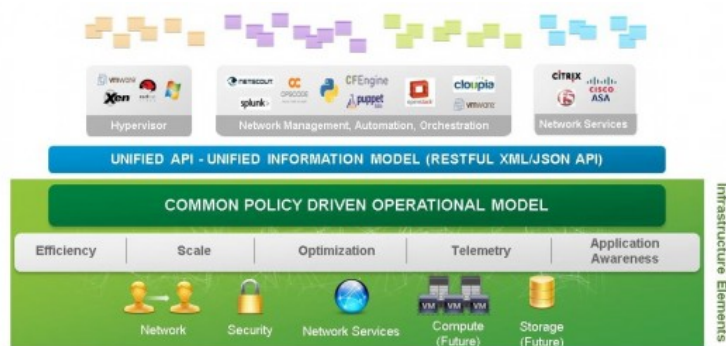 vmware
Xen
NETSCOUT
splunk>
OPSCODE
CFEngine
puppet
openstack
cloupia
vmware
CITRIX
CISCO
ASA
Hypervisor
Network Management, Automation, Orchestration
Network Services
UNIFIED API - UNIFIED INFORMATION MODEL (RESTFUL XML/JSON API)
COMMON POLICY DRIVEN OPERATIONAL MODEL
Efficiency
Scale
Optimization
Telemetry
Application
Awareness
VM VM VM
Network
Security
Network Services
Compute
(Future)
Storage
(Future)
Infrastructure Elements